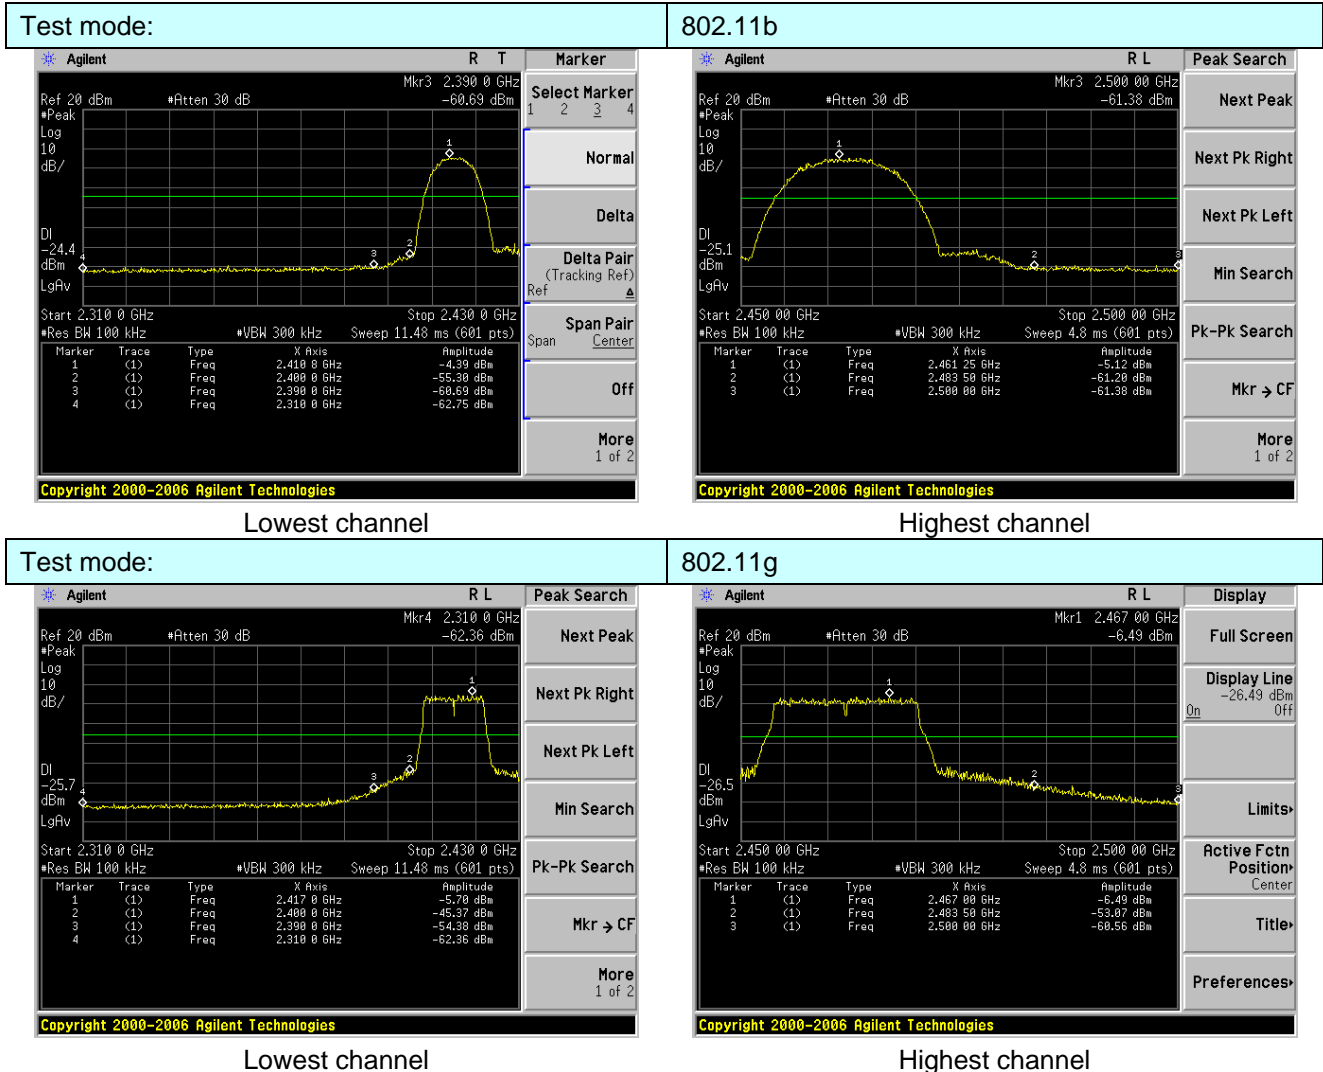 Test mode:
802.11b
Agilent
R T
Marker
Mkr3 2.390 0 GHz
Ref 20 dBm
#Atten 30 dB
-60.69 dBm
#Peak
Log
10
dB/
DI
-24.4
dBm
LgAv
1
2
3
4
Start 2.310 0 GHz
Stop 2.430 0 GHz
#Res BW 100 kHz
#VBW 300 kHz
Sweep 11.48 ms (601 pts)
Marker Trace Type X Axis Amplitude
1 (1) Freq 2.410 8 GHz -4.39 dBm
2 (1) Freq 2.400 0 GHz -55.30 dBm
3 (1) Freq 2.390 0 GHz -60.69 dBm
4 (1) Freq 2.310 0 GHz -62.75 dBm
Select Marker
1 2 3 4
Normal
Delta
Delta Pair
(Tracking Ref)
Ref Δ
Span Pair
Span Center
Off
More
1 of 2
Copyright 2000-2006 Agilent Technologies
Lowest channel
Agilent
R L
Peak Search
Mkr3 2.500 00 GHz
Ref 20 dBm
#Atten 30 dB
-61.38 dBm
#Peak
Log
10
dB/
DI
-25.1
dBm
LgAv
1
2
3
Start 2.450 00 GHz
Stop 2.500 00 GHz
#Res BW 100 kHz
#VBW 300 kHz
Sweep 4.8 ms (601 pts)
Marker Trace Type X Axis Amplitude
1 (1) Freq 2.461 25 GHz -5.12 dBm
2 (1) Freq 2.483 50 GHz -61.20 dBm
3 (1) Freq 2.500 00 GHz -61.38 dBm
Next Peak
Next Pk Right
Next Pk Left
Min Search
Pk-Pk Search
Mkr → CF
More
1 of 2
Copyright 2000-2006 Agilent Technologies
Highest channel
Test mode:
802.11g
Agilent
R L
Peak Search
Mkr4 2.310 0 GHz
Ref 20 dBm
#Atten 30 dB
-62.36 dBm
#Peak
Log
10
dB/
DI
-25.7
dBm
LgAv
1
2
3
4
Start 2.310 0 GHz
Stop 2.430 0 GHz
#Res BW 100 kHz
#VBW 300 kHz
Sweep 11.48 ms (601 pts)
Marker Trace Type X Axis Amplitude
1 (1) Freq 2.417 0 GHz -5.70 dBm
2 (1) Freq 2.400 0 GHz -45.37 dBm
3 (1) Freq 2.390 0 GHz -54.38 dBm
4 (1) Freq 2.310 0 GHz -62.36 dBm
Next Peak
Next Pk Right
Next Pk Left
Min Search
Pk-Pk Search
Mkr → CF
More
1 of 2
Copyright 2000-2006 Agilent Technologies
Lowest channel
Agilent
R L
Display
Mkr1 2.467 00 GHz
Ref 20 dBm
#Atten 30 dB
-6.49 dBm
#Peak
Log
10
dB/
DI
-26.5
dBm
LgAv
1
2
3
Start 2.450 00 GHz
Stop 2.500 00 GHz
#Res BW 100 kHz
#VBW 300 kHz
Sweep 4.8 ms (601 pts)
Marker Trace Type X Axis Amplitude
1 (1) Freq 2.467 00 GHz -6.49 dBm
2 (1) Freq 2.483 50 GHz -53.07 dBm
3 (1) Freq 2.500 00 GHz -60.56 dBm
Full Screen
Display Line
-26.49 dBm
On Off
Limits
Active Fctn
Position
Center
Title
Preferences
Copyright 2000-2006 Agilent Technologies
Highest channel